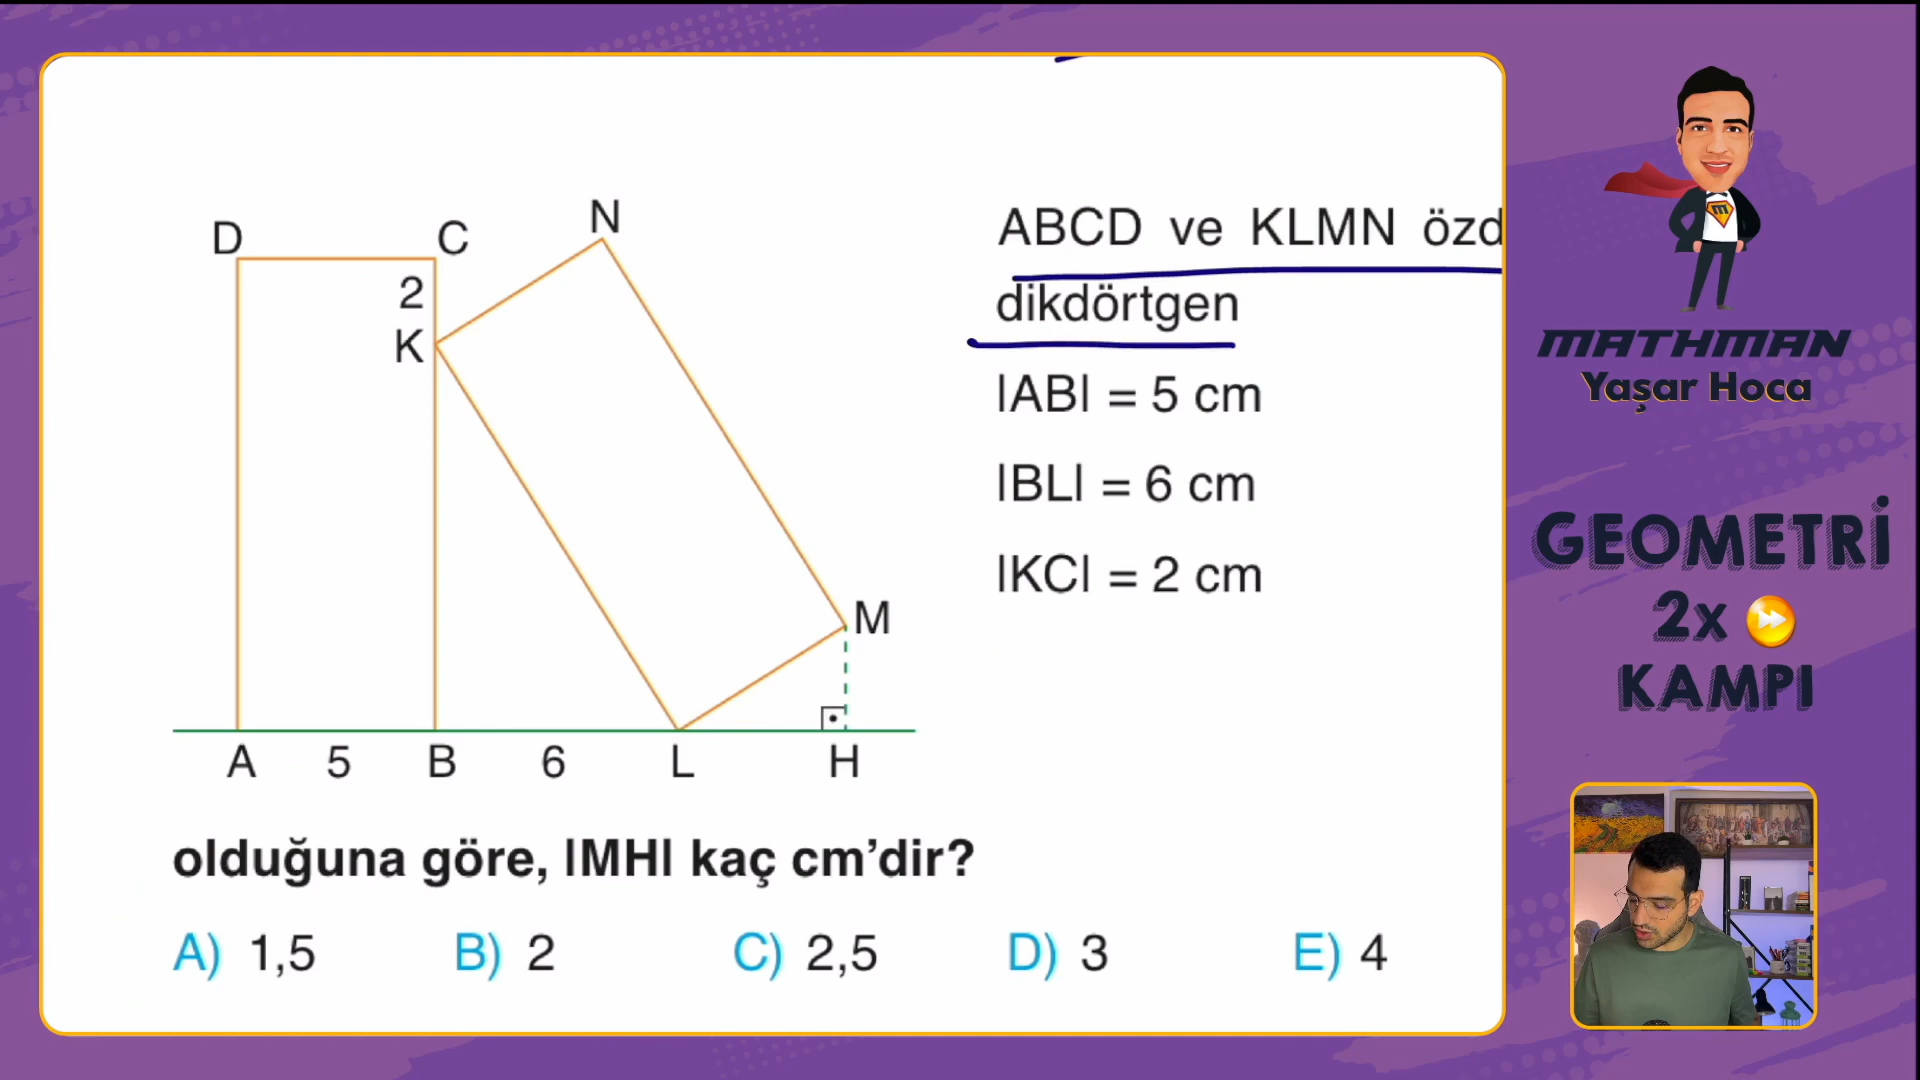 D
C
N
2
K
M
A
5
B
6
L
H
ABCD ve KLMN özd
dikdörtgen
|AB| = 5 cm
|BL| = 6 cm
|KC| = 2 cm
olduğuna göre, |MH| kaç cm’dir?
A) 1,5 B) 2 C) 2,5 D) 3 E) 4
MATHMAN
Yaşar Hoca
GEOMETRİ
2x
KAMPI